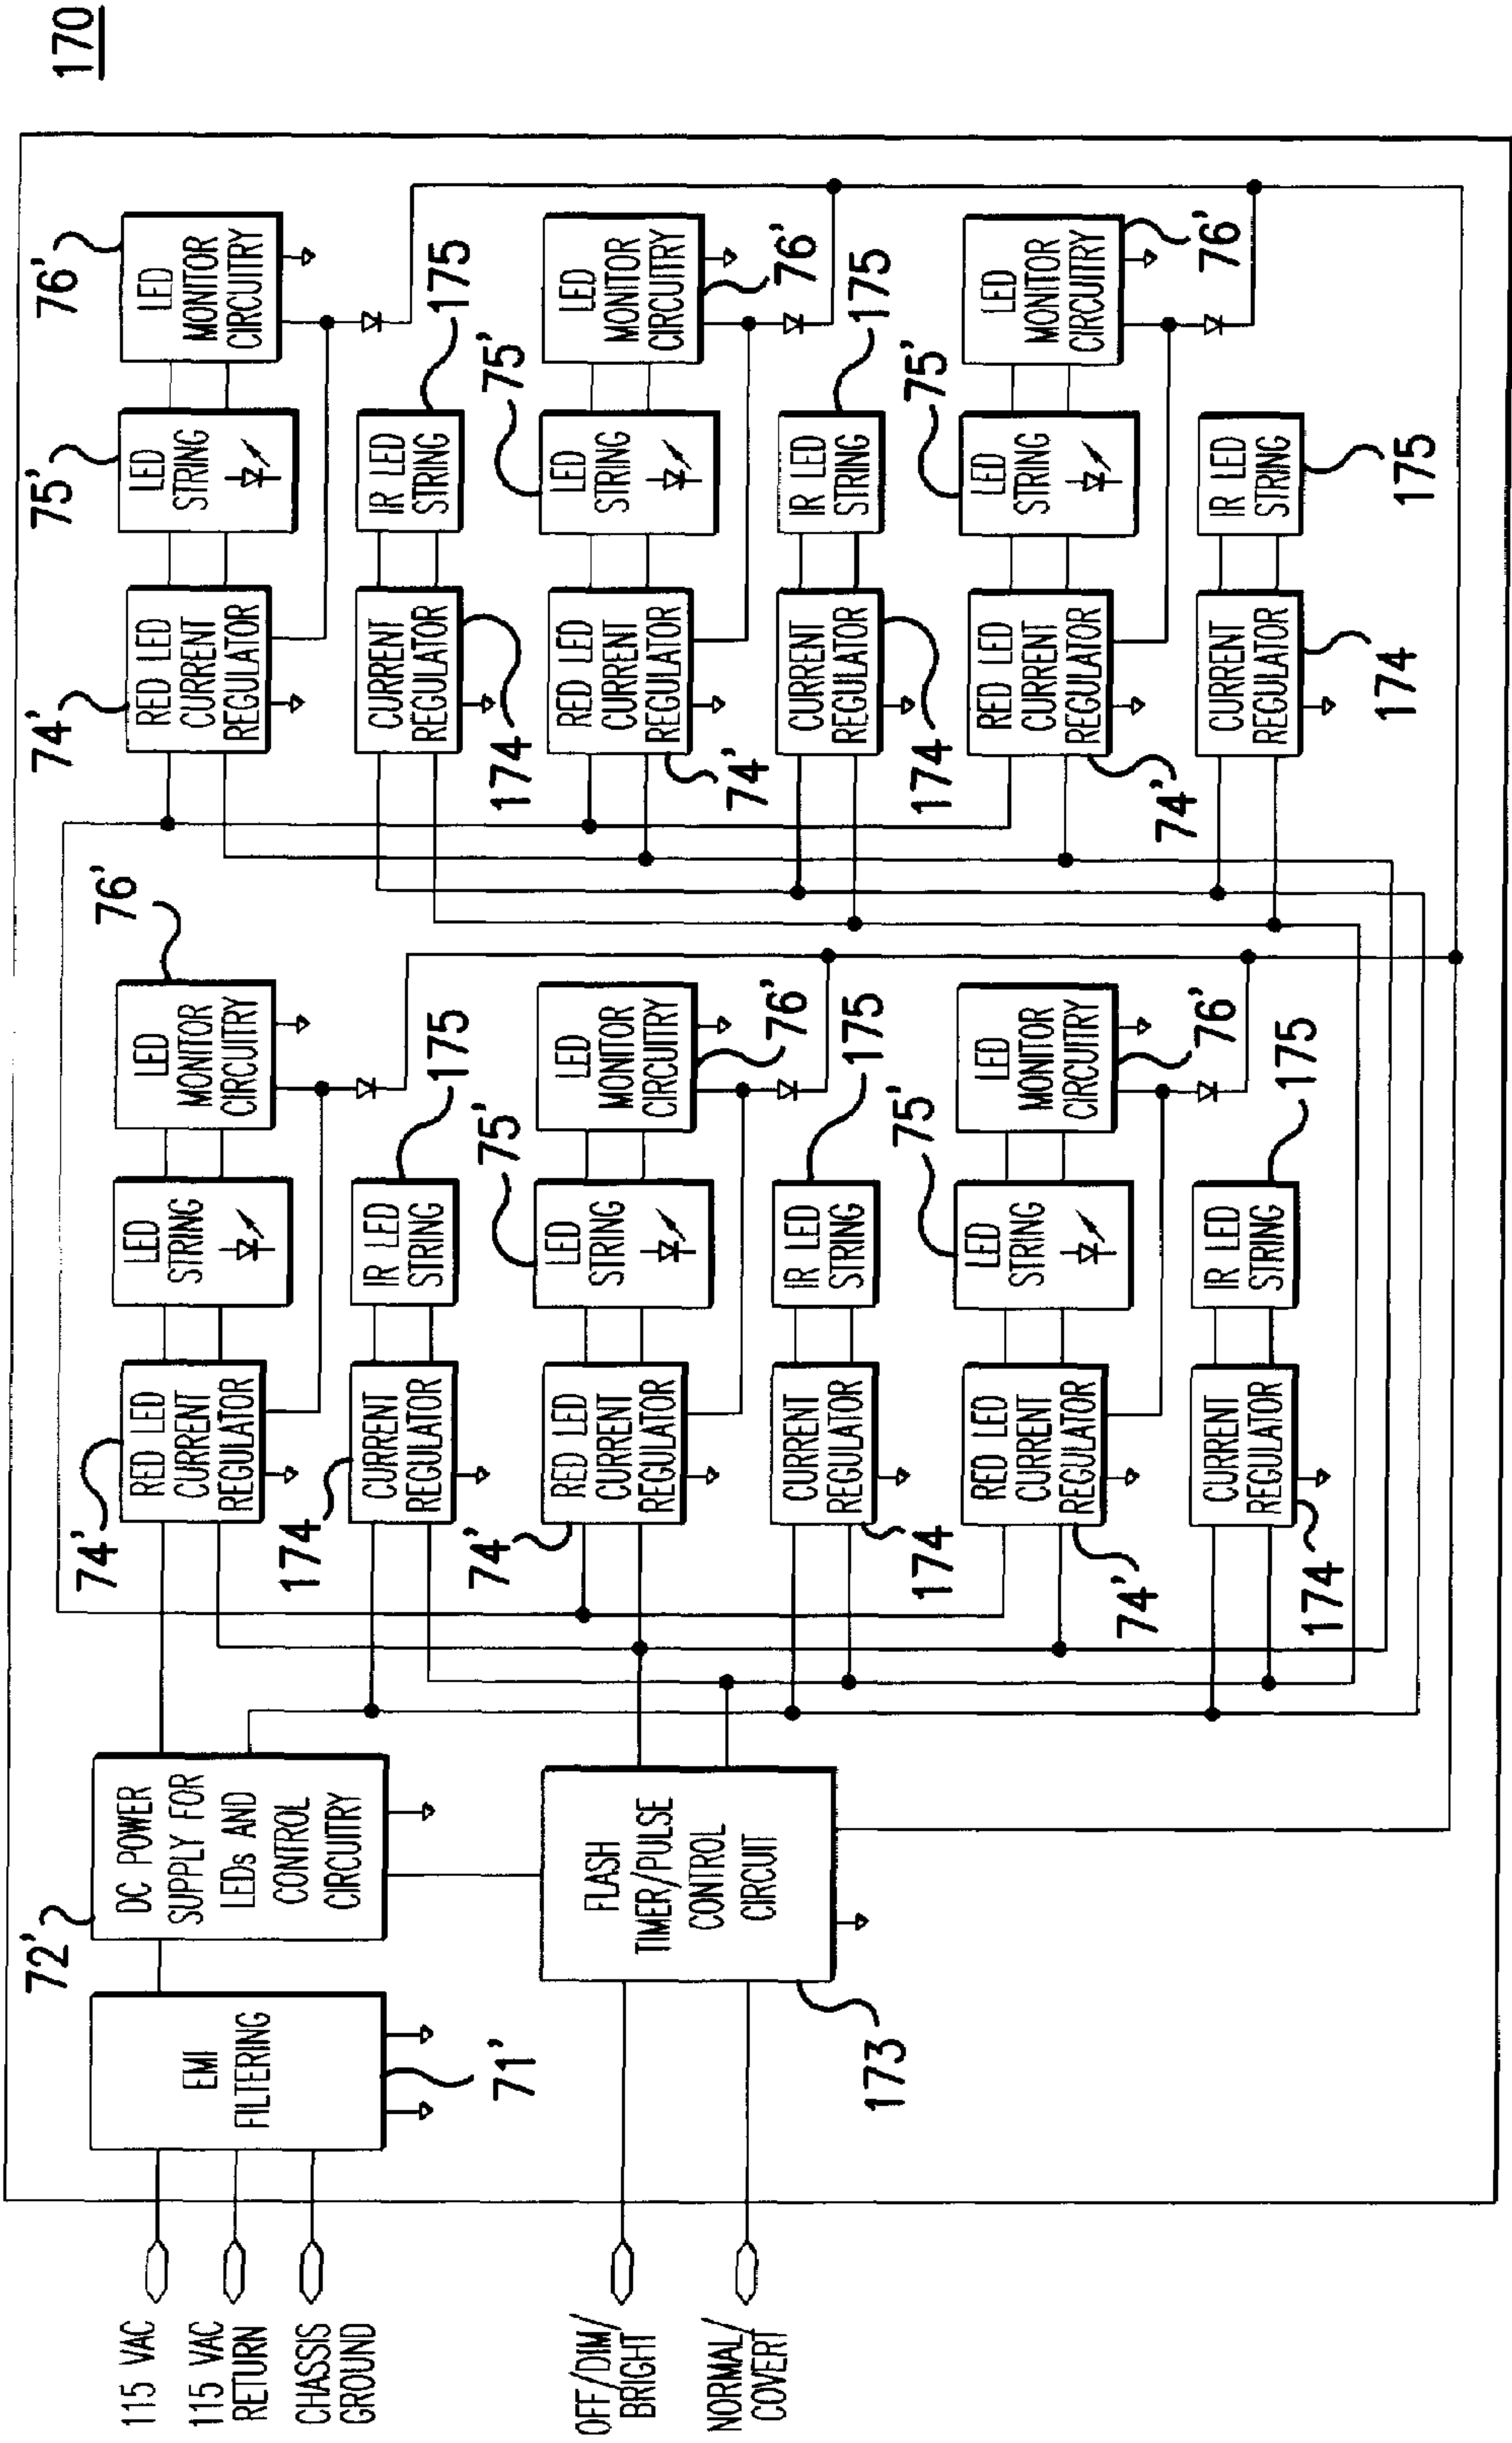 170
115 VAC
115 VAC
RETURN
CHASSIS
GROUND
OFF/DIM/
BRIGHT
NORMAL/
COVERT
EMI
FILTERING
71'
72'
DC POWER
SUPPLY FOR
LEDs AND
CONTROL
CIRCUITRY
FLASH
TIMER/PULSE
CONTROL
CIRCUIT
173
74'
RED LED
CURRENT
REGULATOR
LED
STRING
76'
LED
MONITOR
CIRCUITRY
174
CURRENT
REGULATOR
IR LED
STRING
175
74'
RED LED
CURRENT
REGULATOR
75'
LED
STRING
LED
MONITOR
CIRCUITRY
76'
CURRENT
REGULATOR
174
IR LED
STRING
175
RED LED
CURRENT
REGULATOR
74'
75'
LED
STRING
LED
MONITOR
CIRCUITRY
76'
CURRENT
REGULATOR
174
IR LED
STRING
175
74'
RED LED
CURRENT
REGULATOR
75'
LED
STRING
76'
LED
MONITOR
CIRCUITRY
CURRENT
REGULATOR
174
IR LED
STRING
175
RED LED
CURRENT
REGULATOR
74'
75'
LED
STRING
LED
MONITOR
CIRCUITRY
76'
CURRENT
REGULATOR
174
IR LED
STRING
175
RED LED
CURRENT
REGULATOR
74'
75'
LED
STRING
LED
MONITOR
CIRCUITRY
76'
CURRENT
REGULATOR
174
IR LED
STRING
175